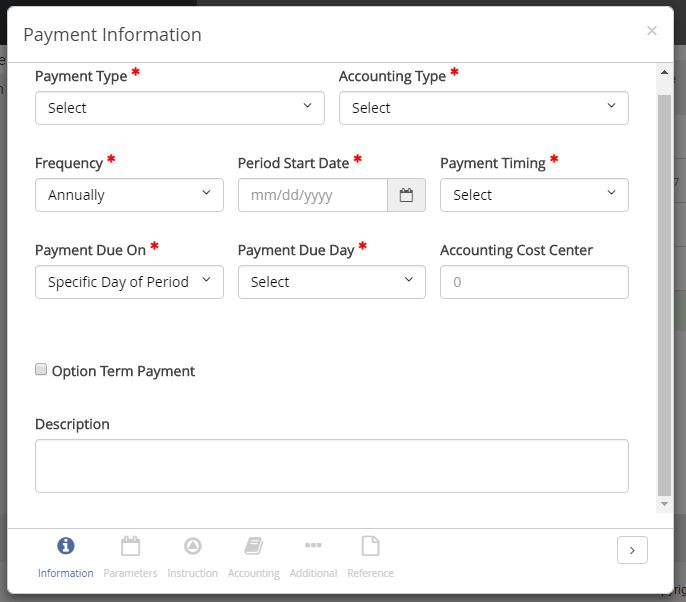 Payment Information ×
Payment Type * Accounting Type *
Select Select
Frequency * Period Start Date * Payment Timing *
Annually mm/dd/yyyy Select
Payment Due On * Payment Due Day * Accounting Cost Center
Specific Day of Period Select 0
Option Term Payment
Description
Information Parameters Instruction Accounting Additional Reference